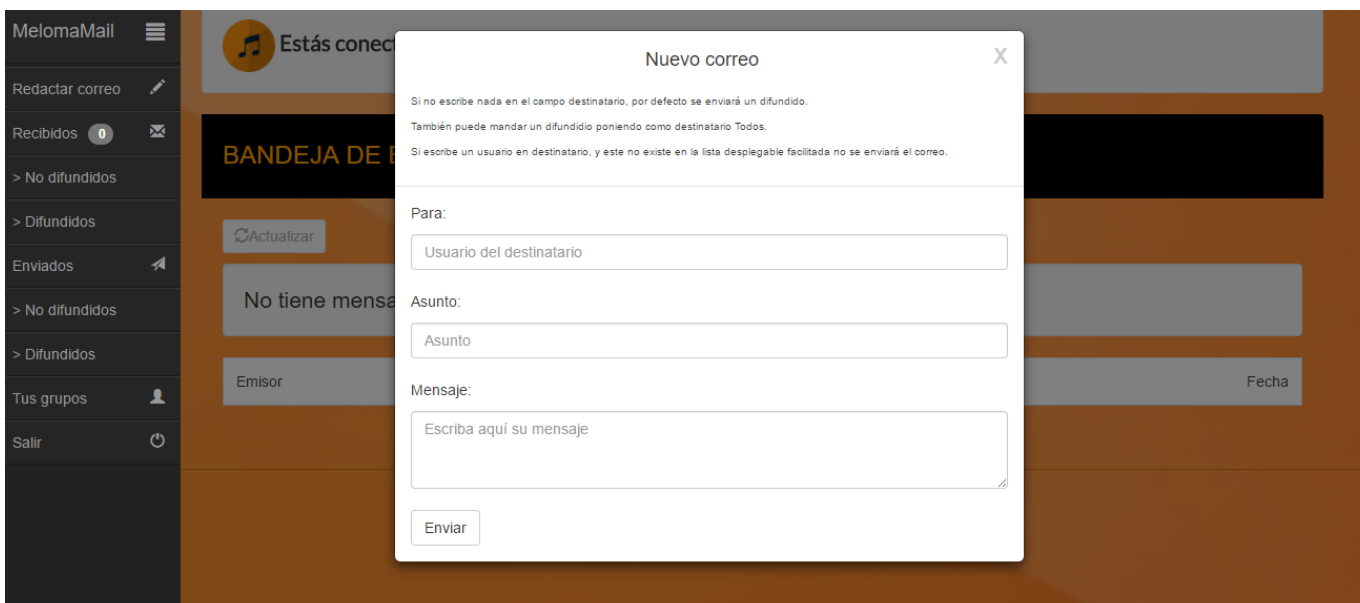 MelomaMail
Redactar correo
Recibidos 0
> No difundidos
> Difundidos
Enviados
> No difundidos
> Difundidos
Tus grupos
Salir
Estás conect
BANDEJA DE
Actualizar
No tiene mensa
Emisor
Fecha
Nuevo correo
X
Si no escribe nada en el campo destinatario, por defecto se enviará un difundido.
También puede mandar un difundidio poniendo como destinatario Todos.
Si escribe un usuario en destinatario, y este no existe en la lista desplegable facilitada no se enviará el correo.
Para:
Usuario del destinatario
Asunto:
Asunto
Mensaje:
Escriba aquí su mensaje
Enviar